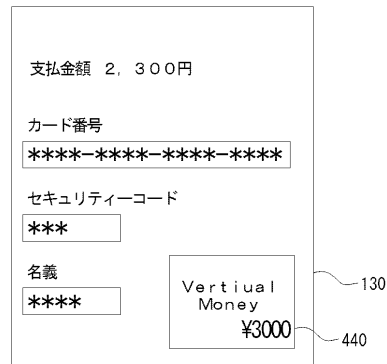 支払金額 2,300円
カード番号
****-****-****-****
セキュリティーコード
***
名義
****
Vertiual
Money
¥3000
130
440